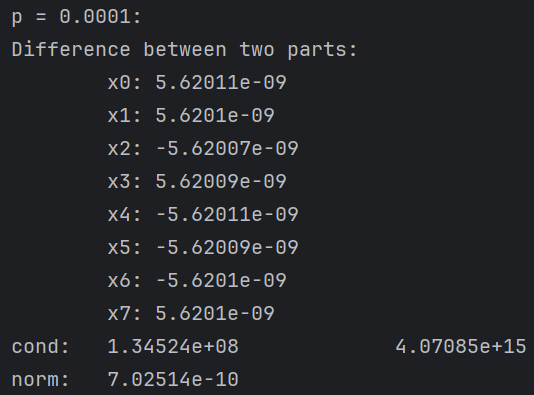 p = 0.0001:
Difference between two parts:
x0: 5.62011e-09
x1: 5.6201e-09
x2: -5.62007e-09
x3: 5.62009e-09
x4: -5.62011e-09
x5: -5.62009e-09
x6: -5.6201e-09
x7: 5.6201e-09
cond: 1.34524e+08 4.07085e+15
norm: 7.02514e-10